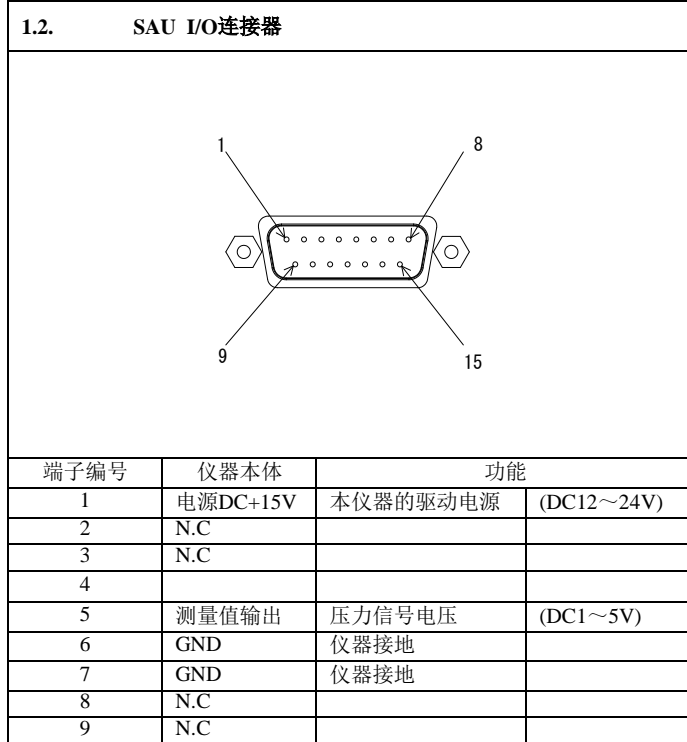 1.2. SAU I/O连接器
1 8
9 15
端子编号 仪器本体 功能
1 电源DC+15V 本仪器的驱动电源 (DC12～24V)
2 N.C
3 N.C
4
5 测量值输出 压力信号电压 (DC1～5V)
6 GND 仪器接地
7 GND 仪器接地
8 N.C
9 N.C